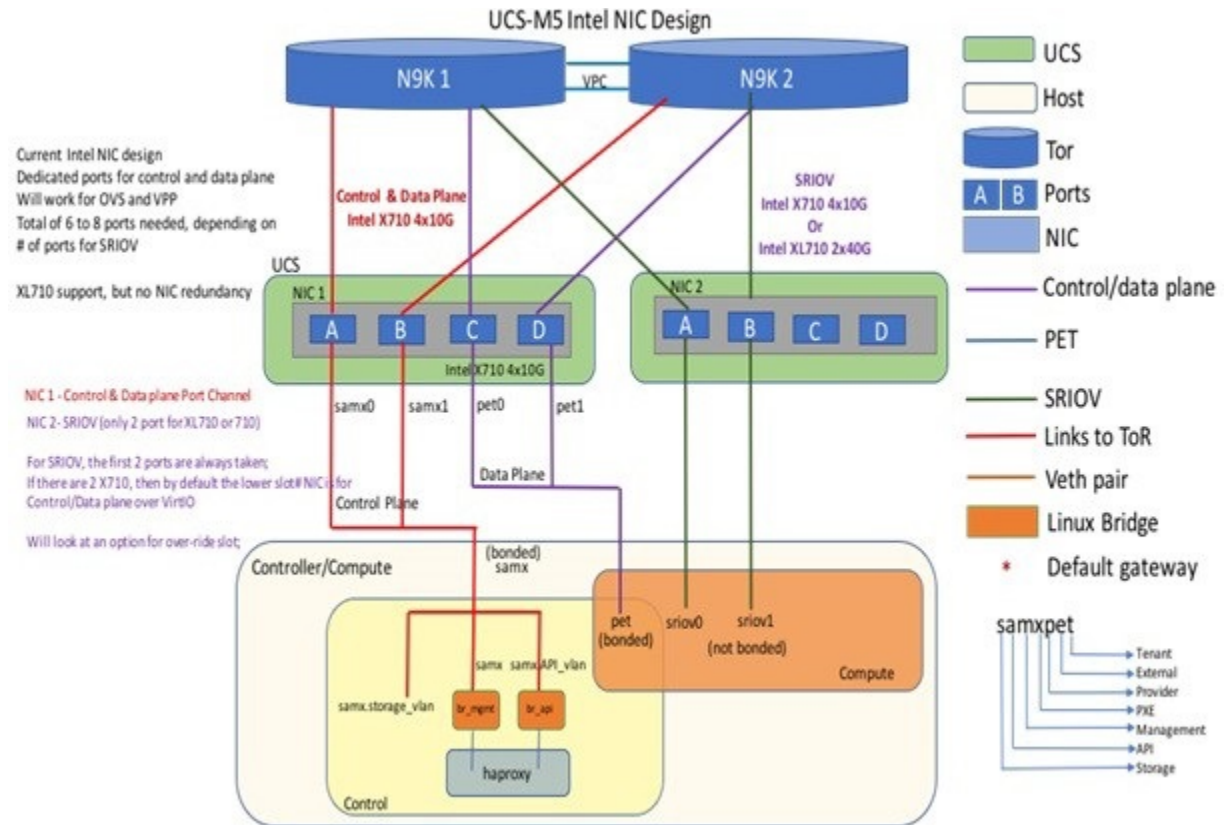 UCS-M5 Intel NIC Design
N9K 1
VPC
N9K 2
Current Intel NIC design
Dedicated ports for control and data plane
Will work for OVS and VPP
Total of 6 to 8 ports needed, depending on
# of ports for SRIOV
XL710 support, but no NIC redundancy
Control & Data Plane
Intel X710 4x10G
SRIOV
Intel X710 4x10G
Or
Intel XL710 2x40G
UCS
NIC 1
A
B
C
D
Intel X710 4x10G
NIC 2
A
B
C
D
NIC 1 - Control & Data plane Port Channel
NIC 2- SRIOV (only 2 port for XL710 or 710)
For SRIOV, the first 2 ports are always taken;
If there are 2 X710, then by default the lower slot# NIC is for
Control/Data plane over VirtIO
Will look at an option for over-ride slot;
samx0
samx1
pet0
pet1
Data Plane
Control Plane
(bonded)
samx
Controller/Compute
pet
(bonded)
sriov0
sriov1
(not bonded)
Compute
samx
samx.API_vlan
samx.storage_vlan
br_mgmt
br_api
haproxy
Control
UCS
Host
Tor
A B Ports
NIC
Control/data plane
PET
SRIOV
Links to ToR
Veth pair
Linux Bridge
* Default gateway
samxpet
Tenant
External
Provider
PXE
Management
API
Storage